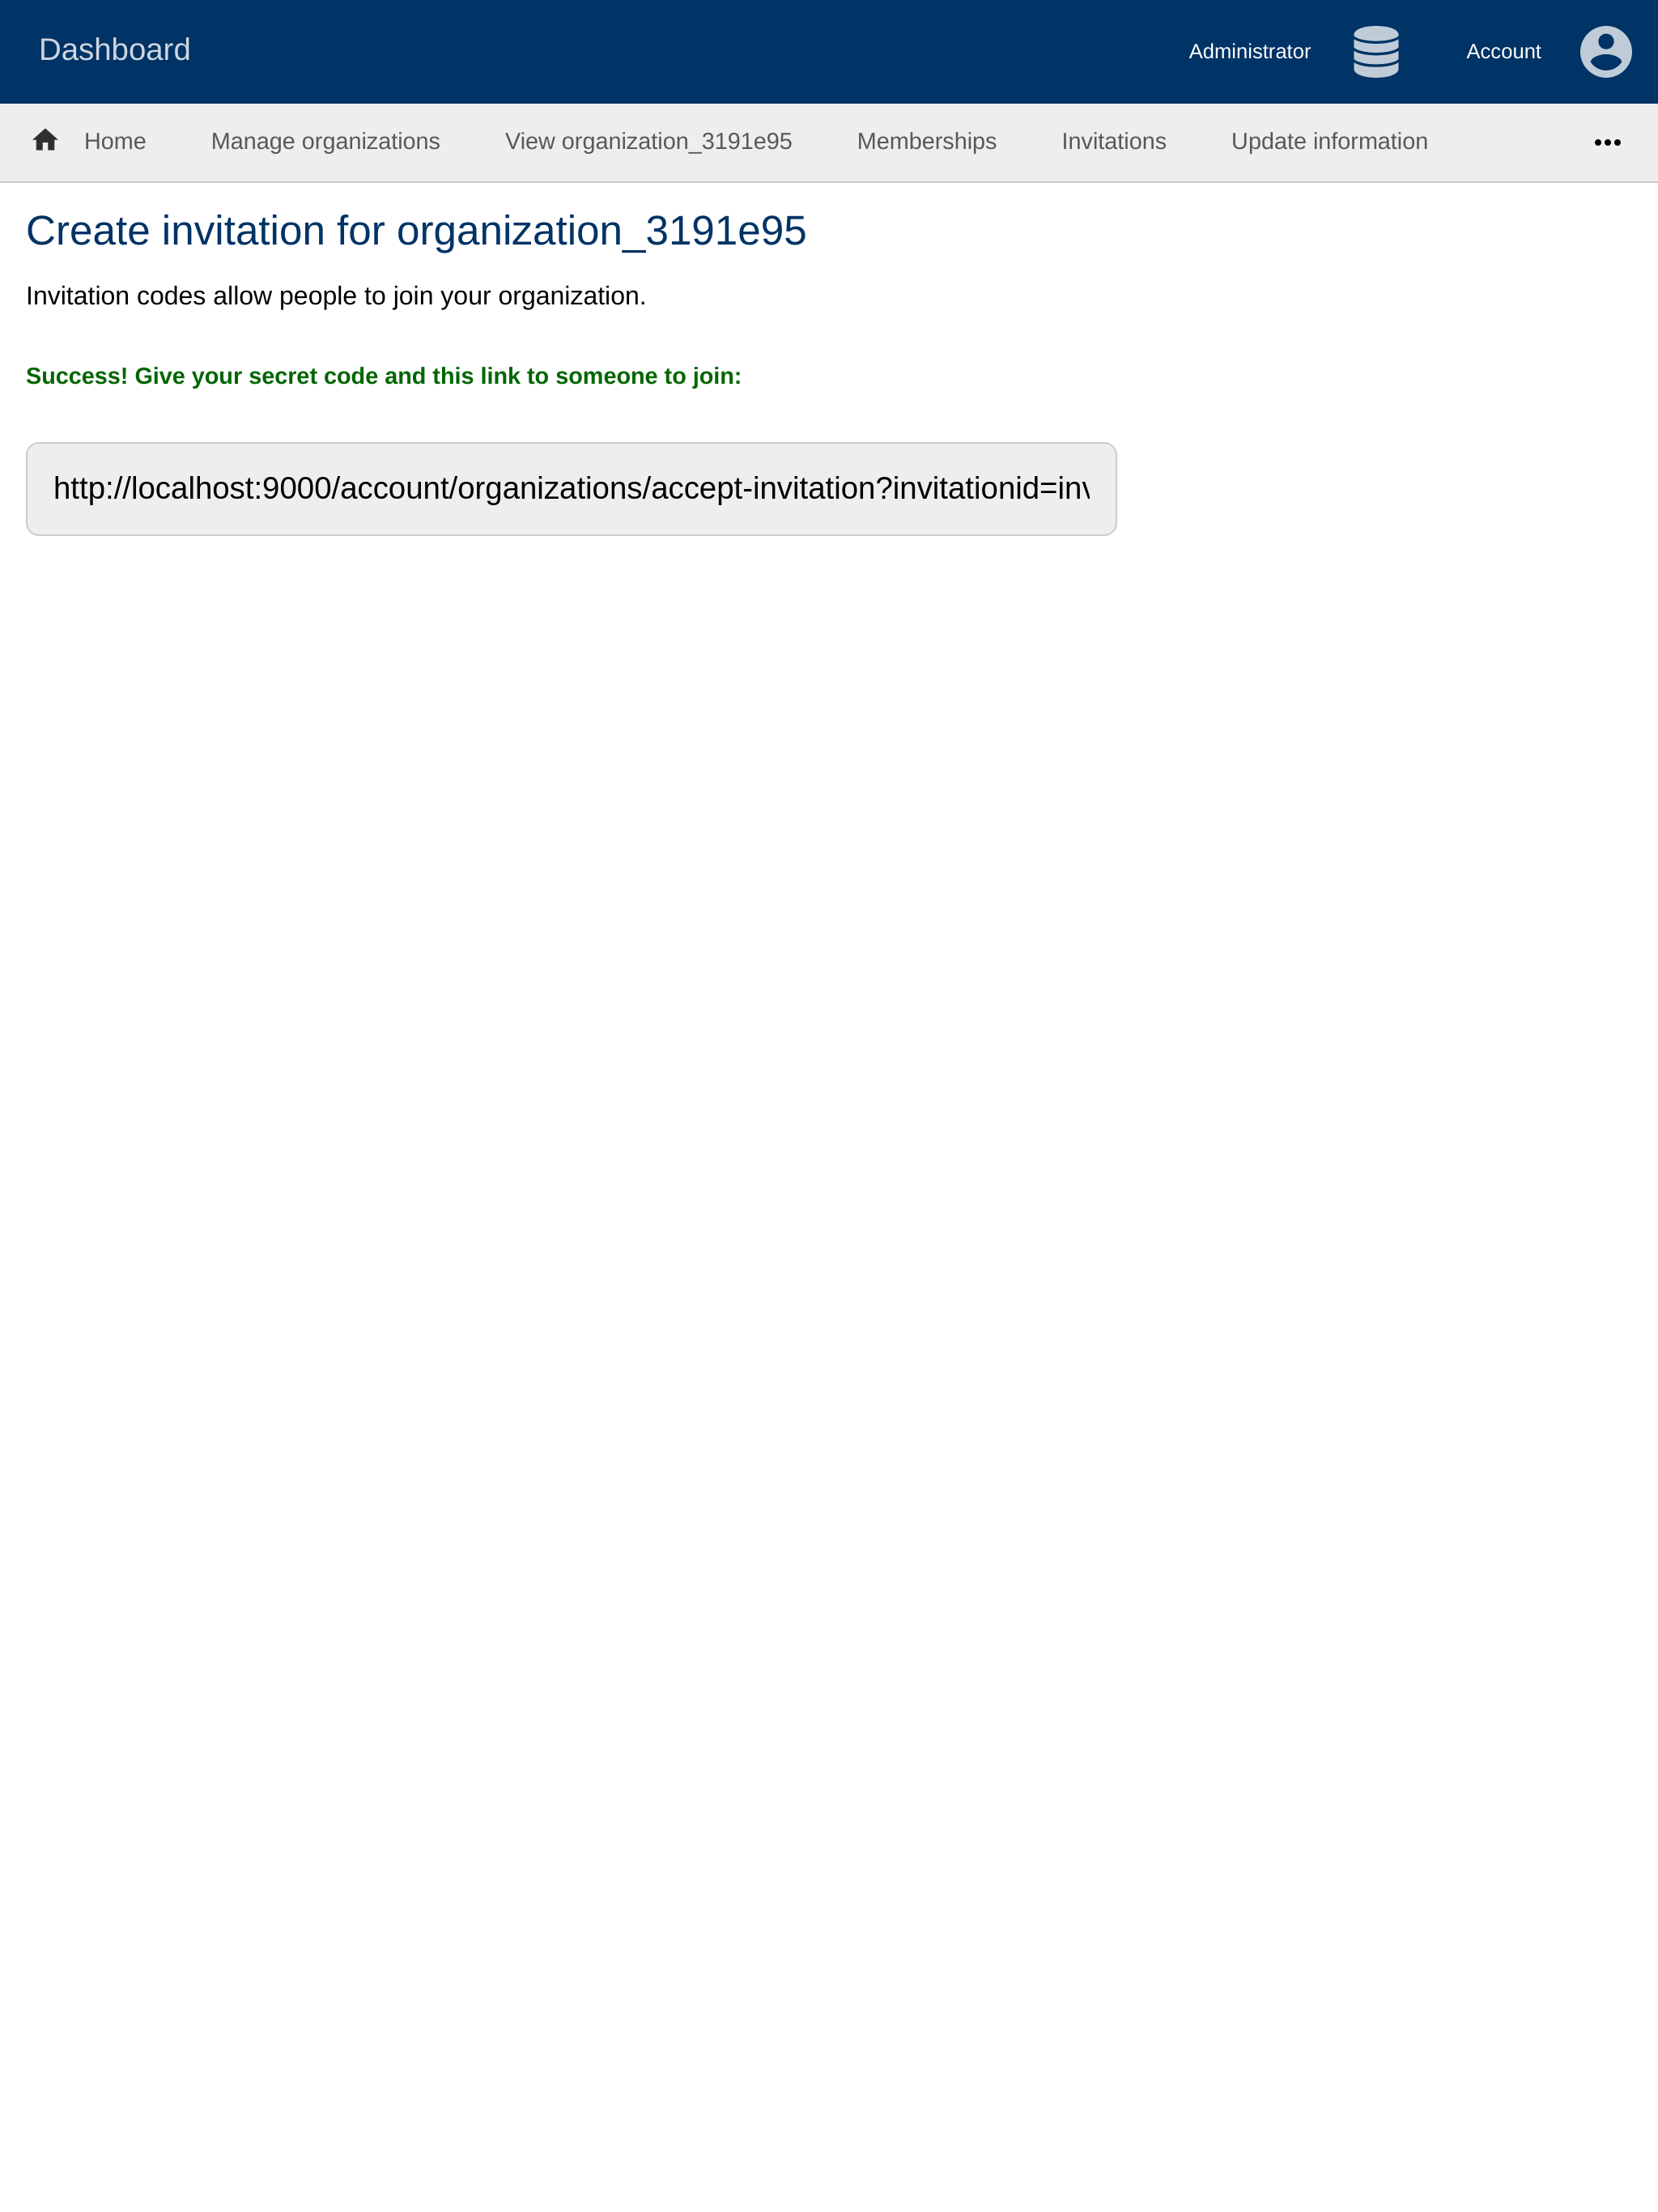 Dashboard
Administrator
Account
Home
Manage organizations
View organization_3191e95
Memberships
Invitations
Update information
Create invitation for organization_3191e95
Invitation codes allow people to join your organization.
Success! Give your secret code and this link to someone to join:
http://localhost:9000/account/organizations/accept-invitation?invitationid=inv